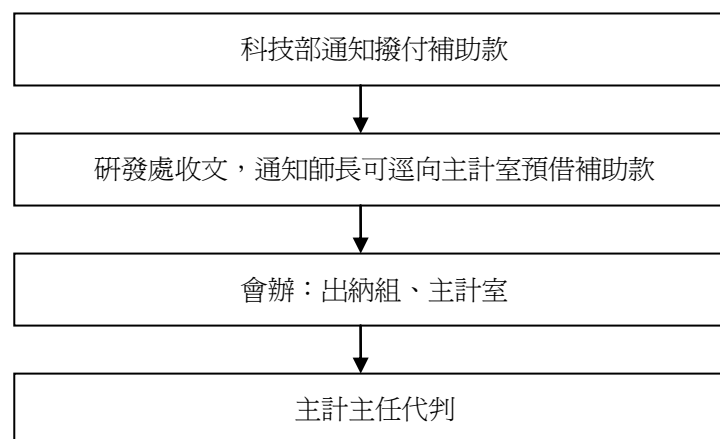 科技部通知撥付補助款
研發處收文，通知師長可逕向主計室預借補助款
會辦：出納組、主計室
主計主任代判